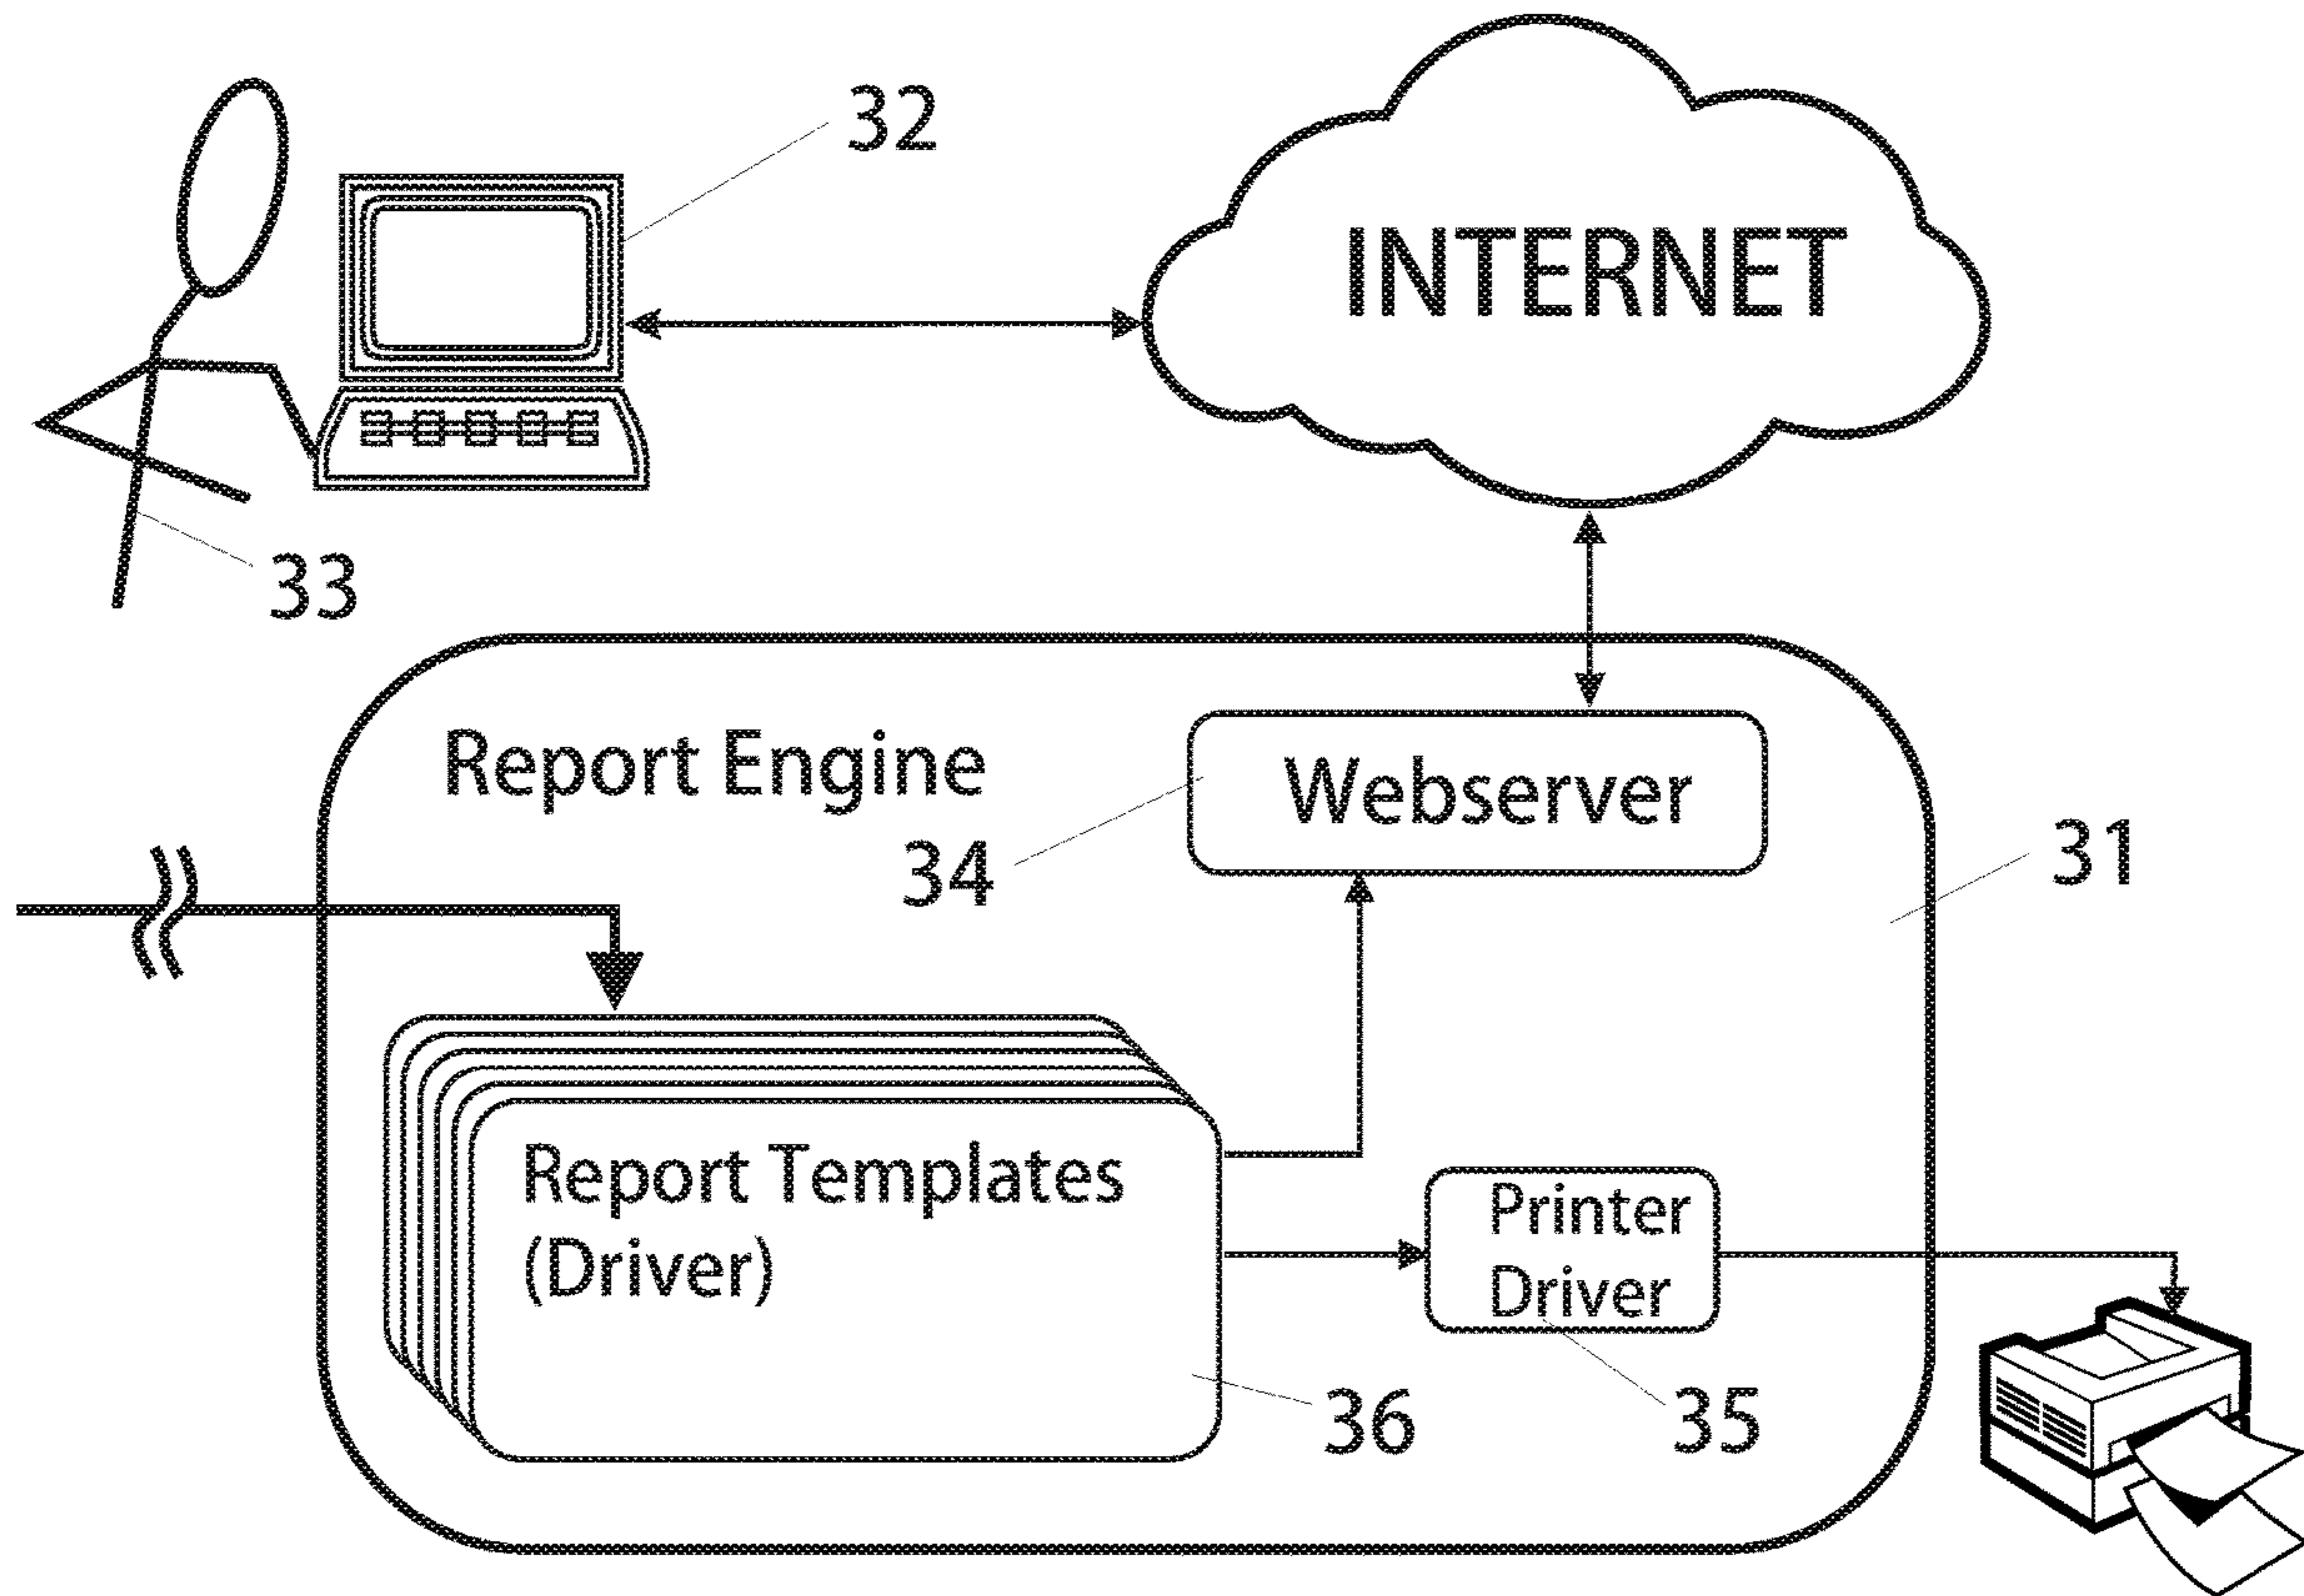 32
INTERNET
33
Report Engine
Webserver
34
31
Report Templates
(Driver)
Printer
Driver
36
35